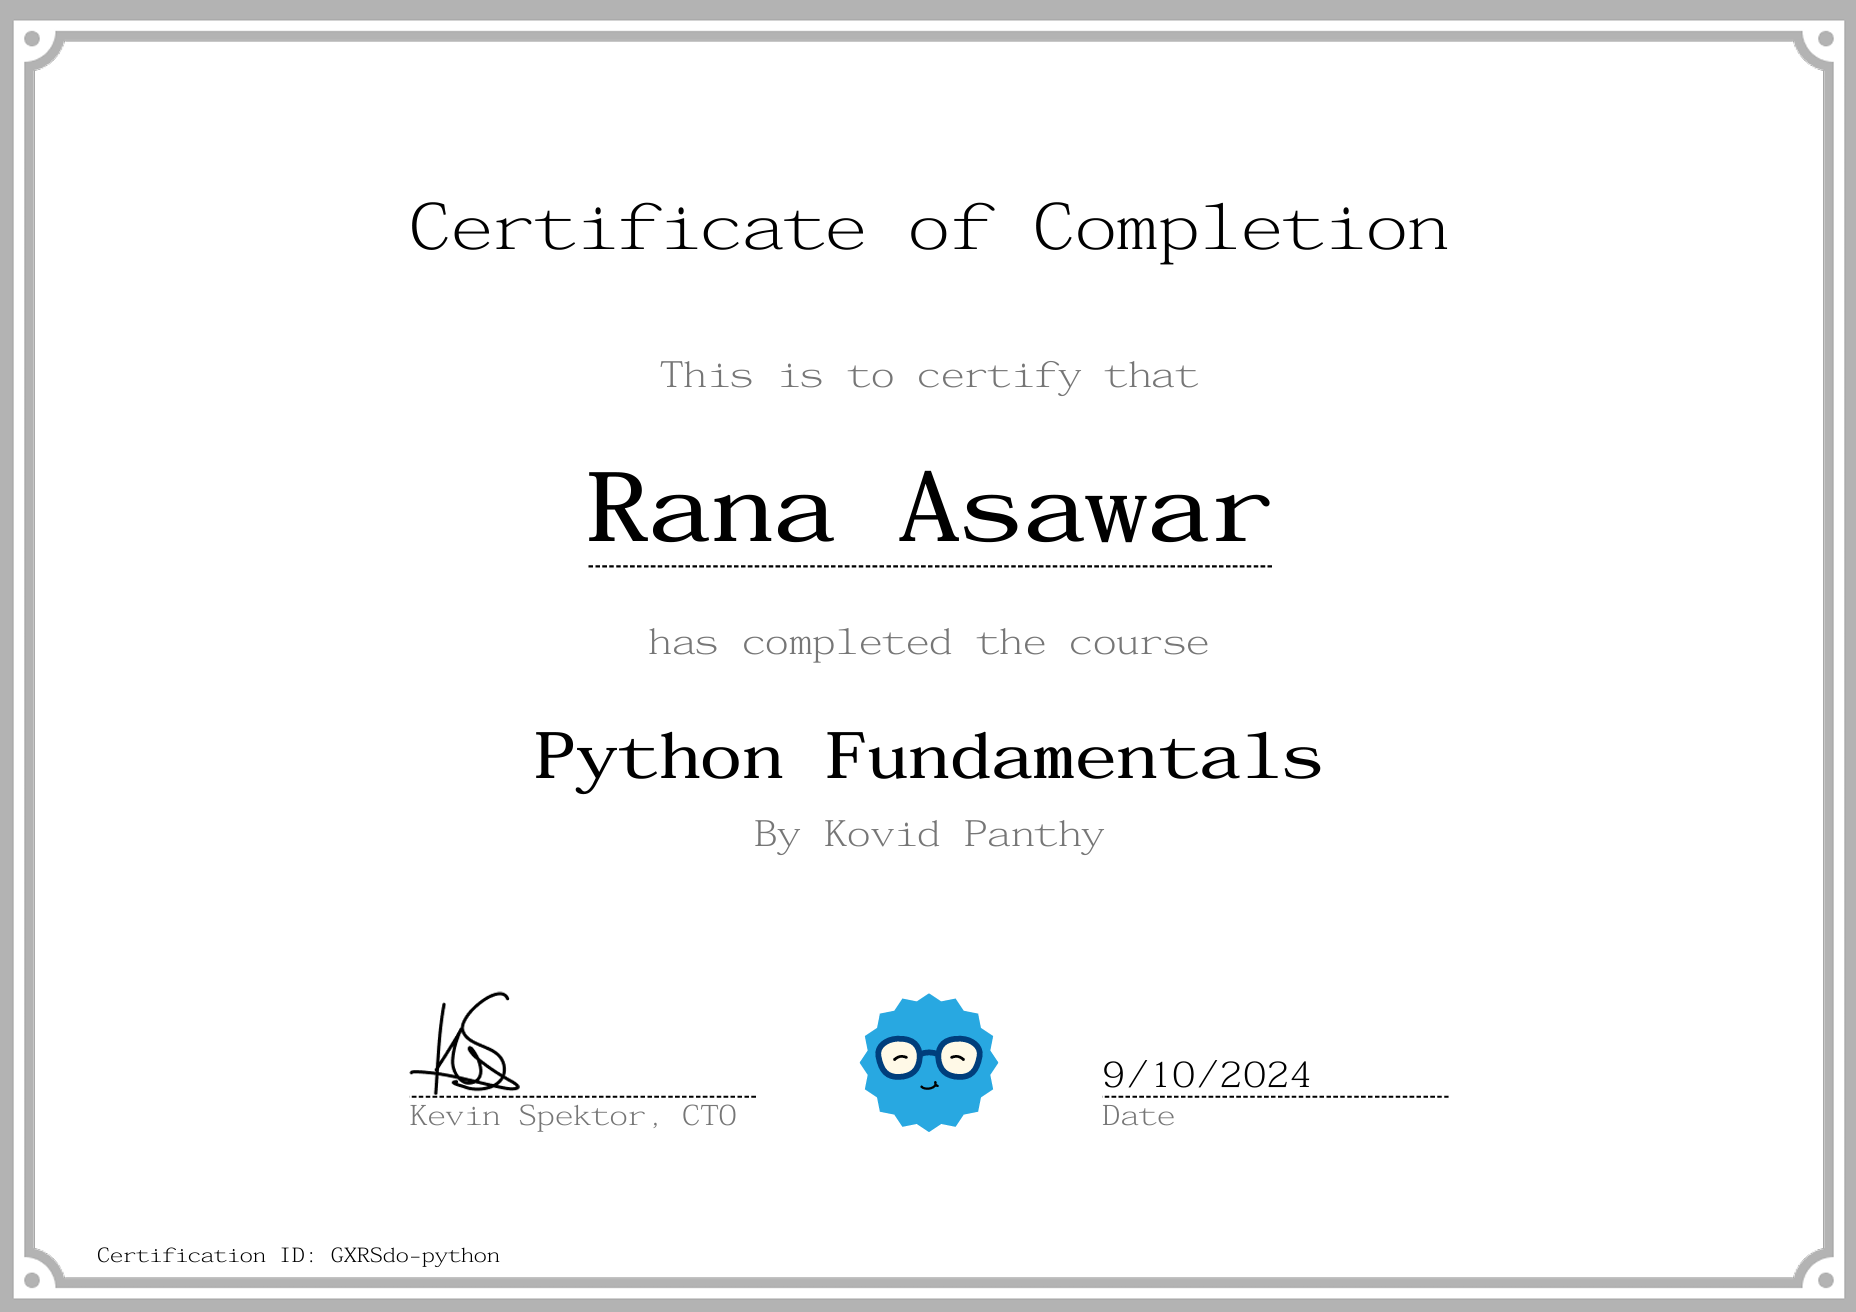 Certificate of Completion
This is to certify that
Rana Asawar
has completed the course
Python Fundamentals
By Kovid Panthy
9/10/2024
Kevin Spektor, CTO
Date
Certification ID: GXRSdo-python